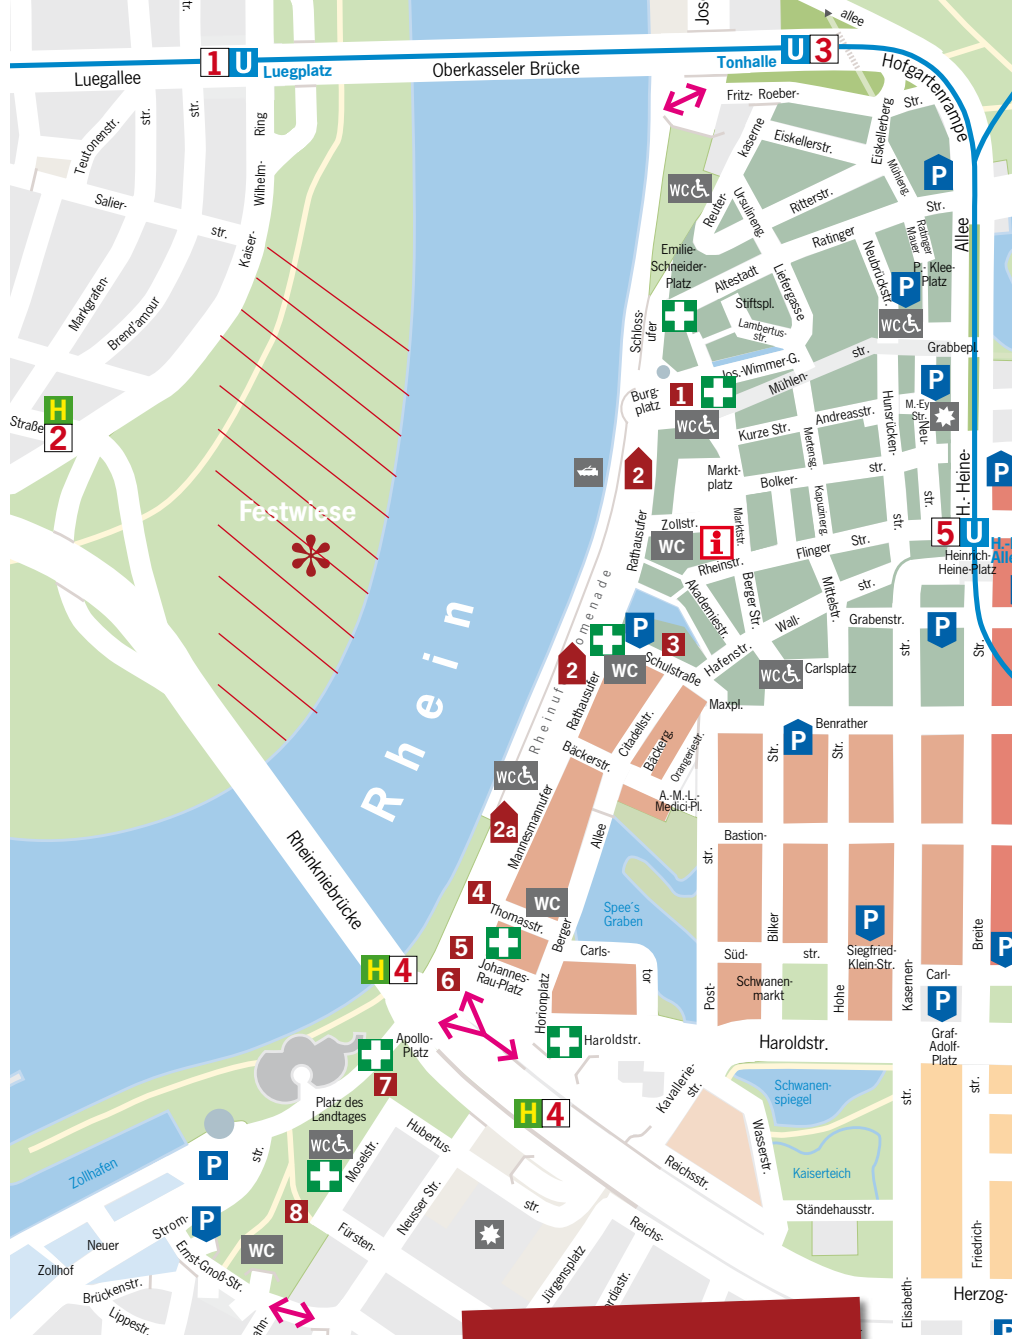 str.
Jos
allee
1 U
Luegplatz
Luegallee
Oberkasseler Brücke
Tonhalle
U 3
Hofgartenrampe
Fritz- Roeber-
Str.
str.
str.
Ring
Teutonenstr.
kaserne
Eiskellerstr.
Eiskellerberg
P
Mühleng.
Salier-
str.
Wilhelm-
Kaiser-
WC
Reuter-
Ursulineng.
Ritterstr.
Str.
Allee
Ratinger
Ratinger
Mauer
Emilie-
Schneider-
Platz
Altestadt
Liefergasse
Neubrückstr.
P.- Klee-
Platz
P
Markgrafen-
Brend'amour
Stiftspl.
Lambertus-
str.
Schloss-
ufer
WC
Jos.-Wimmer-G.
str.
Grabbepl.
Mühlen-
Burg-
platz
1
P
H
2
Straße
WC
Kurze Str.
Andreasstr.
Mertensg.
Hunsrücken-
M.-Ey-
Str.
Neu-
2
Markt-
platz
Bolker-
str.
str.
P
H.- Heine-
Festwiese
Rathausufer
Zollstr.
Marktstr.
Kapuzinerg.
str.
WC
i
Rheinstr.
Flinger
Str.
5 U
H.-
Alle
Heinrich-
Heine-Platz
Akademiestr.
Berger Str.
Mittelstr.
str.
Wall-
Grabenstr.
P
str.
Str.
Rhein
Rheinuf
omenade
P
3
2
WC
Schulstraße
Hafenstr.
WC
Carlsplatz
Rathausufer
Citadellstr.
Bäckerg.
Orangeriestr.
Maxpl.
Bäckerstr.
Benrather
P
Str.
Str.
WC
A.-M.-L.-
Medici-Pl.
2a
Mannesmannufer
Allee
Bastion-
str.
Rheinkniebrücke
4
WC
Thomasstr.
Spee´s
Graben
Berger
Bilker
P
Breite
5
Carls-
Süd-
str.
Siegfried-
Klein-Str.
P
H 4
6
Johannes-
Rau-Platz
tor
Horionplatz
Post-
Schwanen-
markt
Hohe
Kasernen-
Carl-
P
Haroldstr.
Haroldstr.
Graf-
Adolf-
Platz
Apollo-
Platz
7
Platz des
Landtages
H 4
Kavallerie-
str.
Schwanen-
spiegel
str.
str.
WC
Moselstr.
Hubertus-
Wasserstr.
Zollhafen
str.
P
Reichsstr.
Kaiserteich
Neusser Str.
str.
8
Ständehausstr.
Strom-
P
Fürsten-
Reichs-
Neuer
Zollhof
WC
Ernst-Gnoß-Str.
Jürgensplatz
Friedrich-
Brückenstr.
Lippestr.
ahn-
ardiastr.
Elisabeth-
Herzog-
P